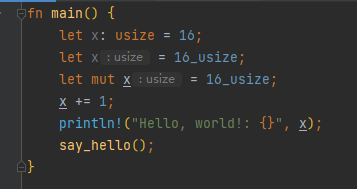 fn main() {
let x: usize = 16;
let x : usize = 16_usize;
let mut x : usize = 16_usize;
x += 1;
println!("Hello, world!: {}", x);
say_hello();
}